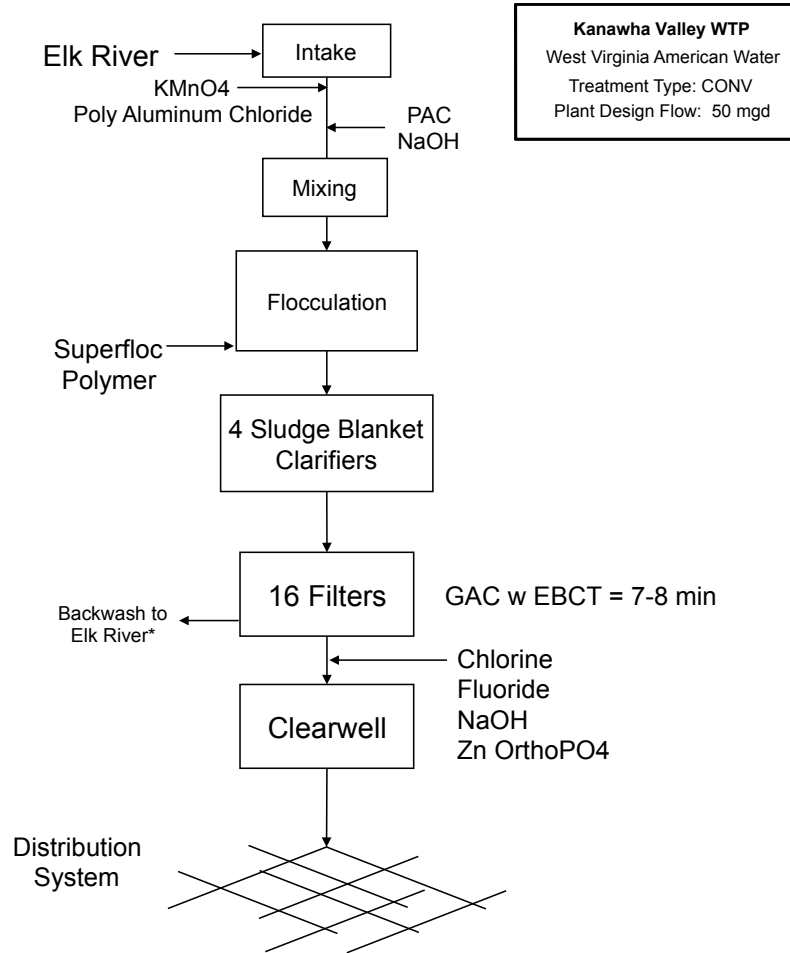 Kanawha Valley WTP
West Virginia American Water
Treatment Type: CONV
Plant Design Flow: 50 mgd
Elk River
Intake
KMnO4
Poly Aluminum Chloride
PAC
NaOH
Mixing
Flocculation
Superfloc
Polymer
4 Sludge Blanket
Clarifiers
16 Filters
GAC w EBCT = 7-8 min
Backwash to
Elk River*
Chlorine
Fluoride
NaOH
Zn OrthoPO4
Clearwell
Distribution
System